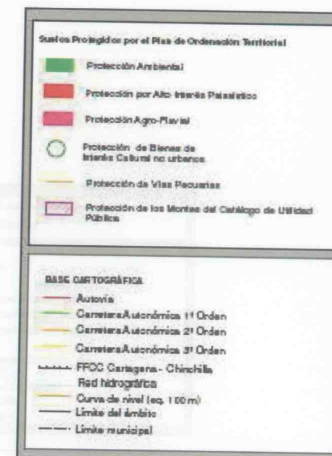 Suelos Protegidos por el Plan de Ordenación Territorial
Protección Ambiental
Protección por Alto Interés Paisalístico
Protección Agro-Pluvial
Protección de Bienes de
Interés Cultural no urbanos
Protección de Vías Pecuarias
Protección de los Montes del Catálogo de Utilidad
Pública
BASE CARTOGRÁFICA
Autovía
Carretera Autonómica 1º Orden
Carretera Autonómica 2º Orden
Carretera Autonómica 3º Orden
FFCC Cartagena - Chinchilla
Red hidrográfica
Curva de nivel (eq. 100 m)
Límite del ámbito
Límite municipal